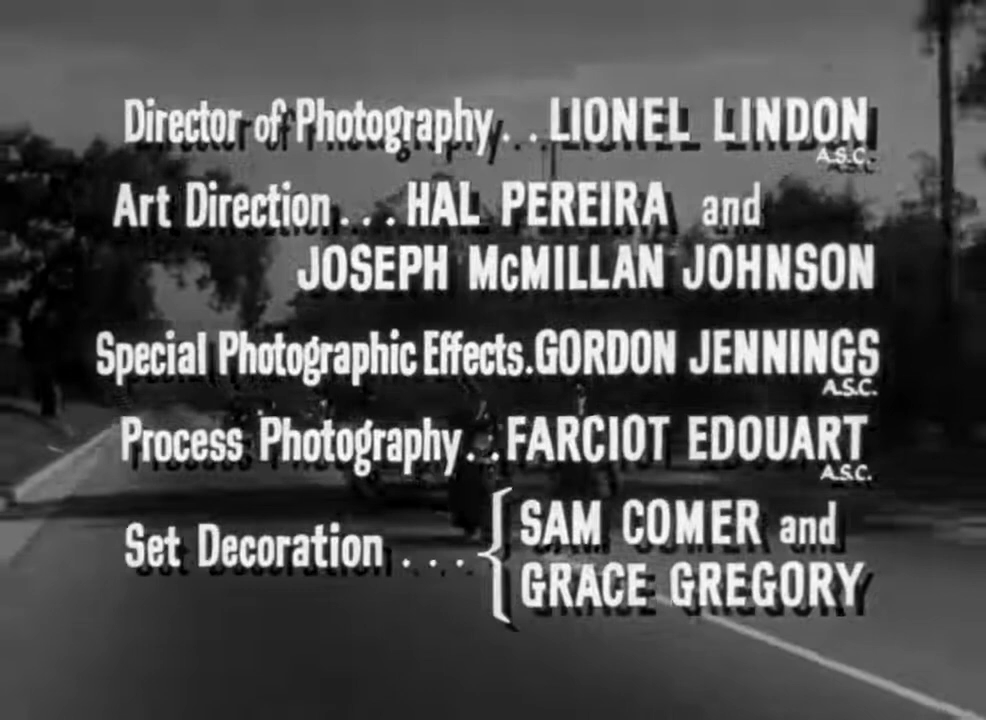 Director of Photography. . LIONEL LINDON
A.S.C.
Art Direction . . . HAL PEREIRA and
JOSEPH McMILLAN JOHNSON
Special Photographic Effects. GORDON JENNINGS
A.S.C.
Process Photography . . FARCIOT EDOUART
A.S.C.
Set Decoration . . . { SAM COMER and
GRACE GREGORY